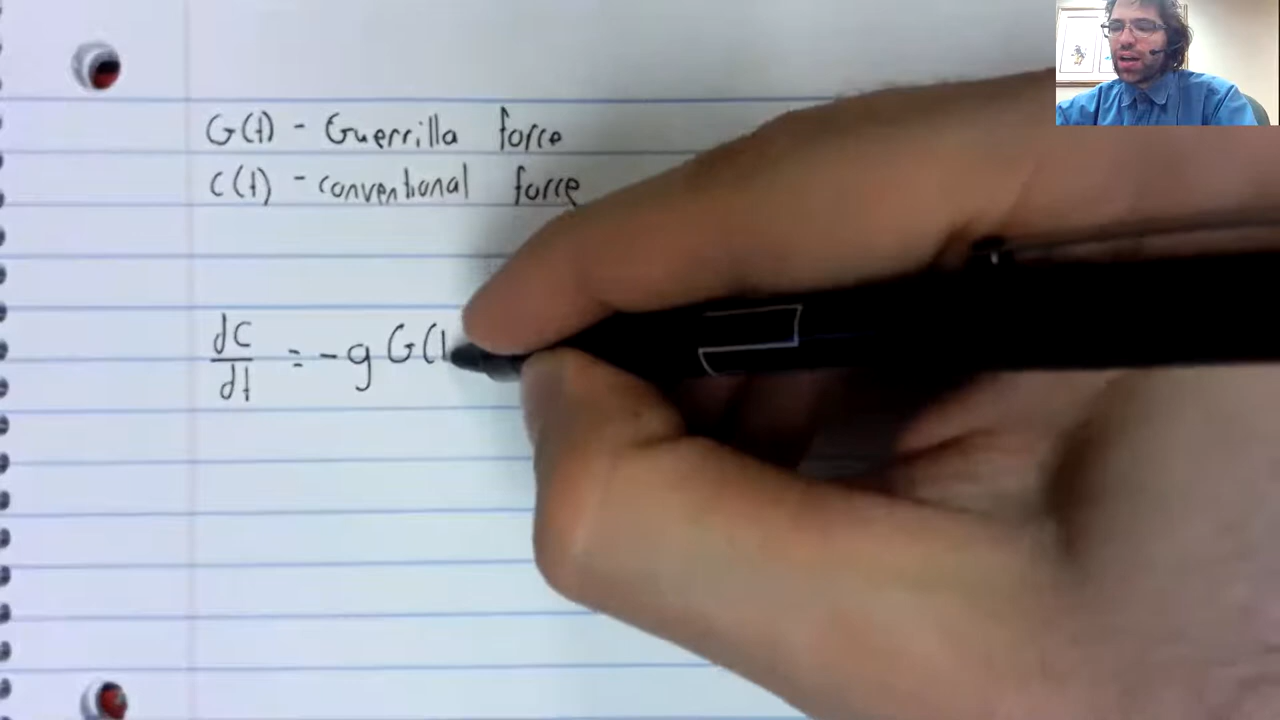 G(t) - Guerrilla force
C(t) - conventional force
dC/dt = -g G(t